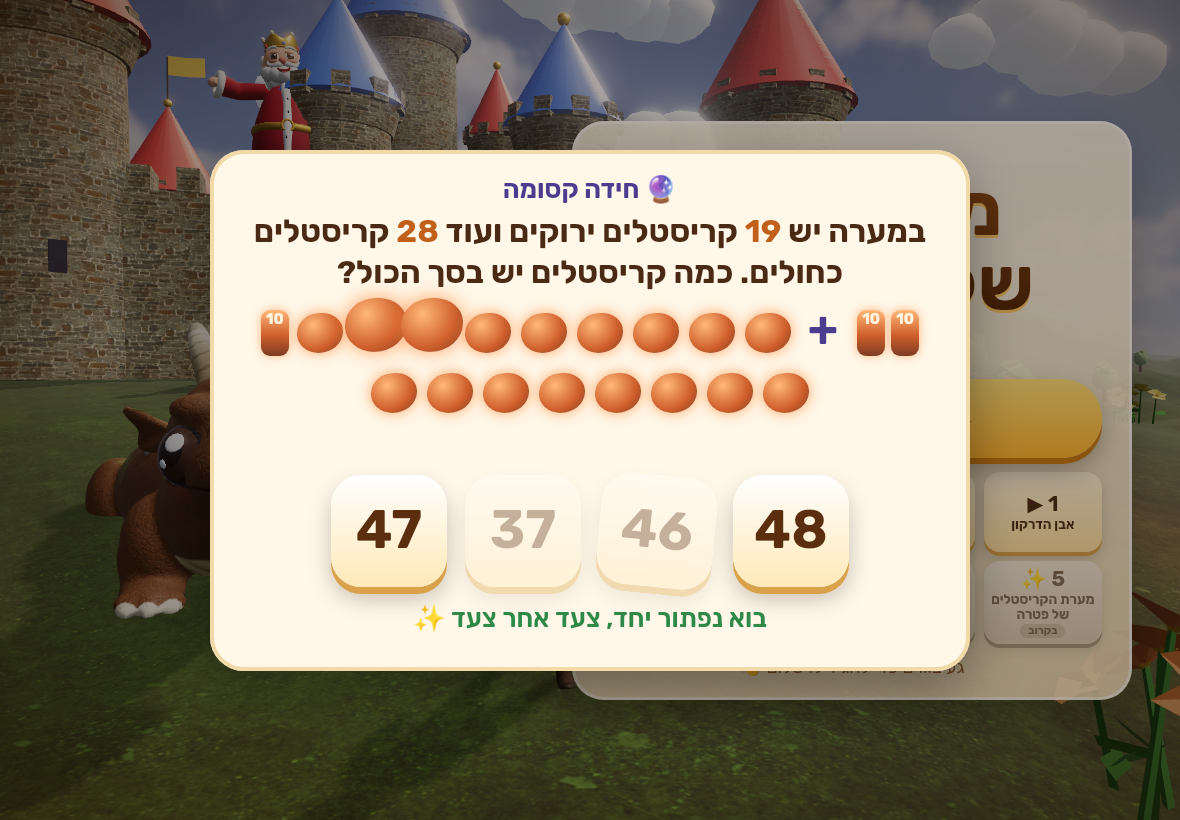 🔮 חידה קסומה
במערה יש 19 קריסטלים ירוקים ועוד 28 קריסטלים
כחולים. כמה קריסטלים יש בסך הכול?
10 + 10 10
47 37 46 48
בוא נפתור יחד, צעד אחר צעד ✨
1 ▶
אבן הדרקון
5 ✨
מערת הקריסטלים
של פטרה
בקרוב